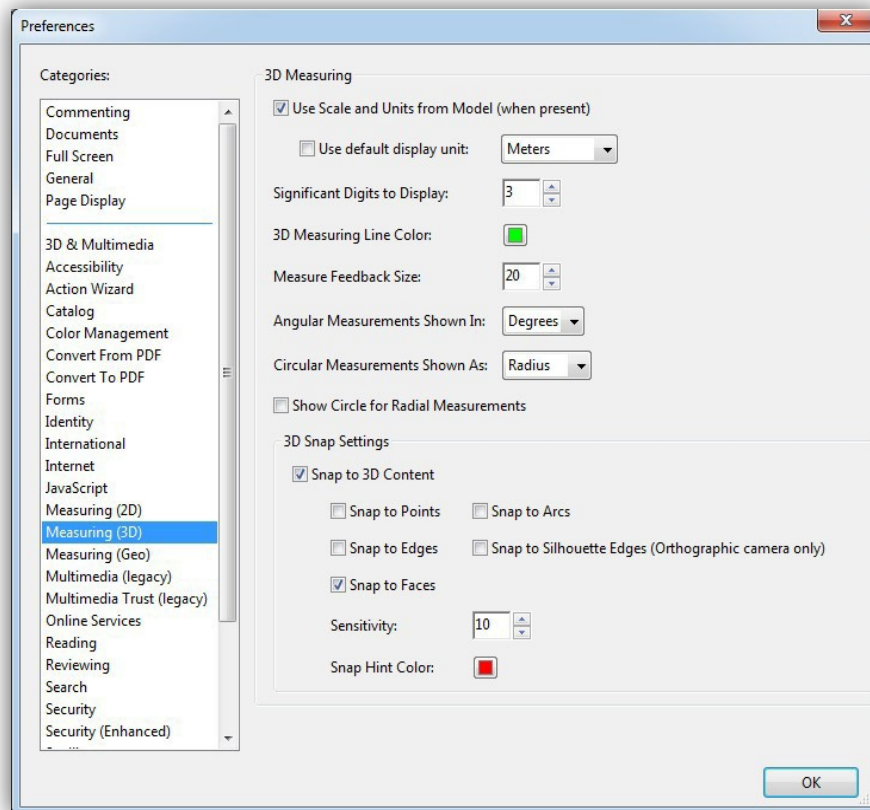 Preferences
Categories:
Commenting
Documents
Full Screen
General
Page Display
3D & Multimedia
Accessibility
Action Wizard
Catalog
Color Management
Convert From PDF
Convert To PDF
Forms
Identity
International
Internet
JavaScript
Measuring (2D)
Measuring (3D)
Measuring (Geo)
Multimedia (legacy)
Multimedia Trust (legacy)
Online Services
Reading
Reviewing
Search
Security
Security (Enhanced)
3D Measuring
Use Scale and Units from Model (when present)
Use default display unit: Meters
Significant Digits to Display: 3
3D Measuring Line Color:
Measure Feedback Size: 20
Angular Measurements Shown In: Degrees
Circular Measurements Shown As: Radius
Show Circle for Radial Measurements
3D Snap Settings
Snap to 3D Content
Snap to Points Snap to Arcs
Snap to Edges Snap to Silhouette Edges (Orthographic camera only)
Snap to Faces
Sensitivity: 10
Snap Hint Color:
OK